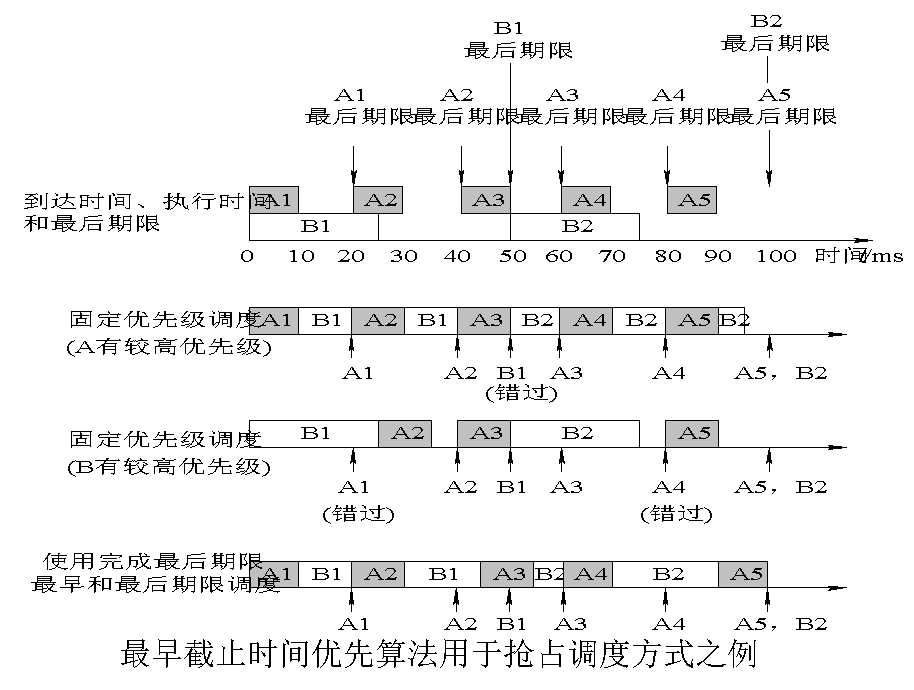 B1
最后期限
B2
最后期限
A1
最后期限
A2
最后期限
A3
最后期限
A4
最后期限
A5
最后期限
到达时间、执行时间
和最后期限
A1 A2 A3 A4 A5
B1 B2
0 10 20 30 40 50 60 70 80 90 100 时间/ms
固定优先级调度
(A有较高优先级)
A1 B1 A2 B1 A3 B2 A4 B2 A5 B2
A1 A2 B1 A3 A4 A5，B2
(错过)
固定优先级调度
(B有较高优先级)
B1 A2 A3 B2 A5
A1 A2 B1 A3 A4 A5，B2
(错过) (错过)
使用完成最后期限
最早和最后期限调度
A1 B1 A2 B1 A3 B2 A4 B2 A5
A1 A2 B1 A3 A4 A5，B2
最早截止时间优先算法用于抢占调度方式之例